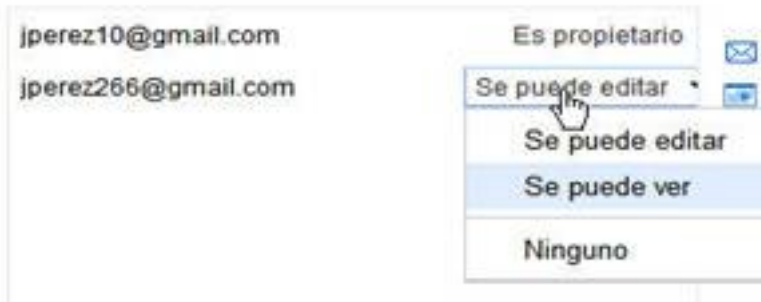 jperez10@gmail.com Es propietario
jperez266@gmail.com Se puede editar
Se puede editar
Se puede ver
Ninguno